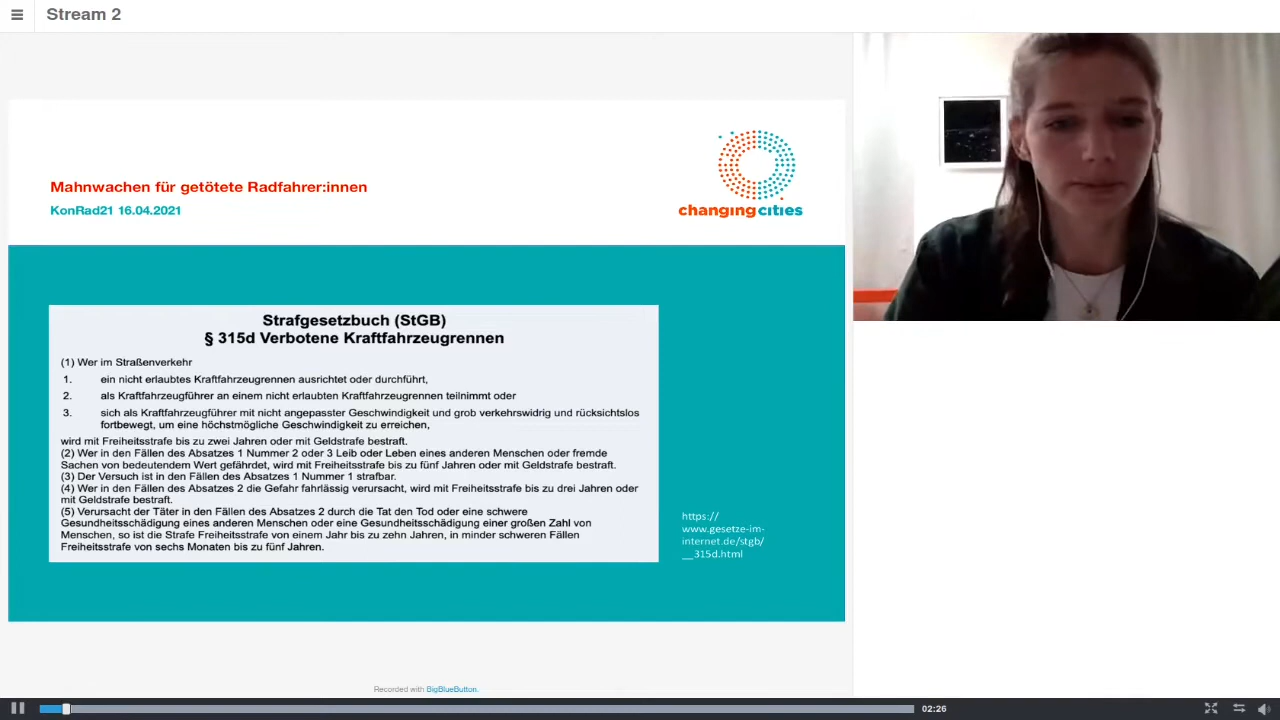 Stream 2
Mahnwachen für getötete Radfahrer:innen
KonRad21 16.04.2021
changingcities
Strafgesetzbuch (StGB)
§ 315d Verbotene Kraftfahrzeugrennen
(1) Wer im Straßenverkehr
1. ein nicht erlaubtes Kraftfahrzeugrennen ausrichtet oder durchführt,
2. als Kraftfahrzeugführer an einem nicht erlaubten Kraftfahrzeugrennen teilnimmt oder
3. sich als Kraftfahrzeugführer mit nicht angepasster Geschwindigkeit und grob verkehrswidrig und rücksichtslos
fortbewegt, um eine höchstmögliche Geschwindigkeit zu erreichen,
wird mit Freiheitsstrafe bis zu zwei Jahren oder mit Geldstrafe bestraft.
(2) Wer in den Fällen des Absatzes 1 Nummer 2 oder 3 Leib oder Leben eines anderen Menschen oder fremde
Sachen von bedeutendem Wert gefährdet, wird mit Freiheitsstrafe bis zu fünf Jahren oder mit Geldstrafe bestraft.
(3) Der Versuch ist in den Fällen des Absatzes 1 Nummer 1 strafbar.
(4) Wer in den Fällen des Absatzes 2 die Gefahr fahrlässig verursacht, wird mit Freiheitsstrafe bis zu drei Jahren oder
mit Geldstrafe bestraft.
(5) Verursacht der Täter in den Fällen des Absatzes 2 durch die Tat den Tod oder eine schwere
Gesundheitsschädigung eines anderen Menschen oder eine Gesundheitsschädigung einer großen Zahl von
Menschen, so ist die Strafe Freiheitsstrafe von einem Jahr bis zu zehn Jahren, in minder schweren Fällen
Freiheitsstrafe von sechs Monaten bis zu fünf Jahren.
https://
www.gesetze-im-
internet.de/stgb/
__315d.html
Recorded with BigBlueButton.
02:26